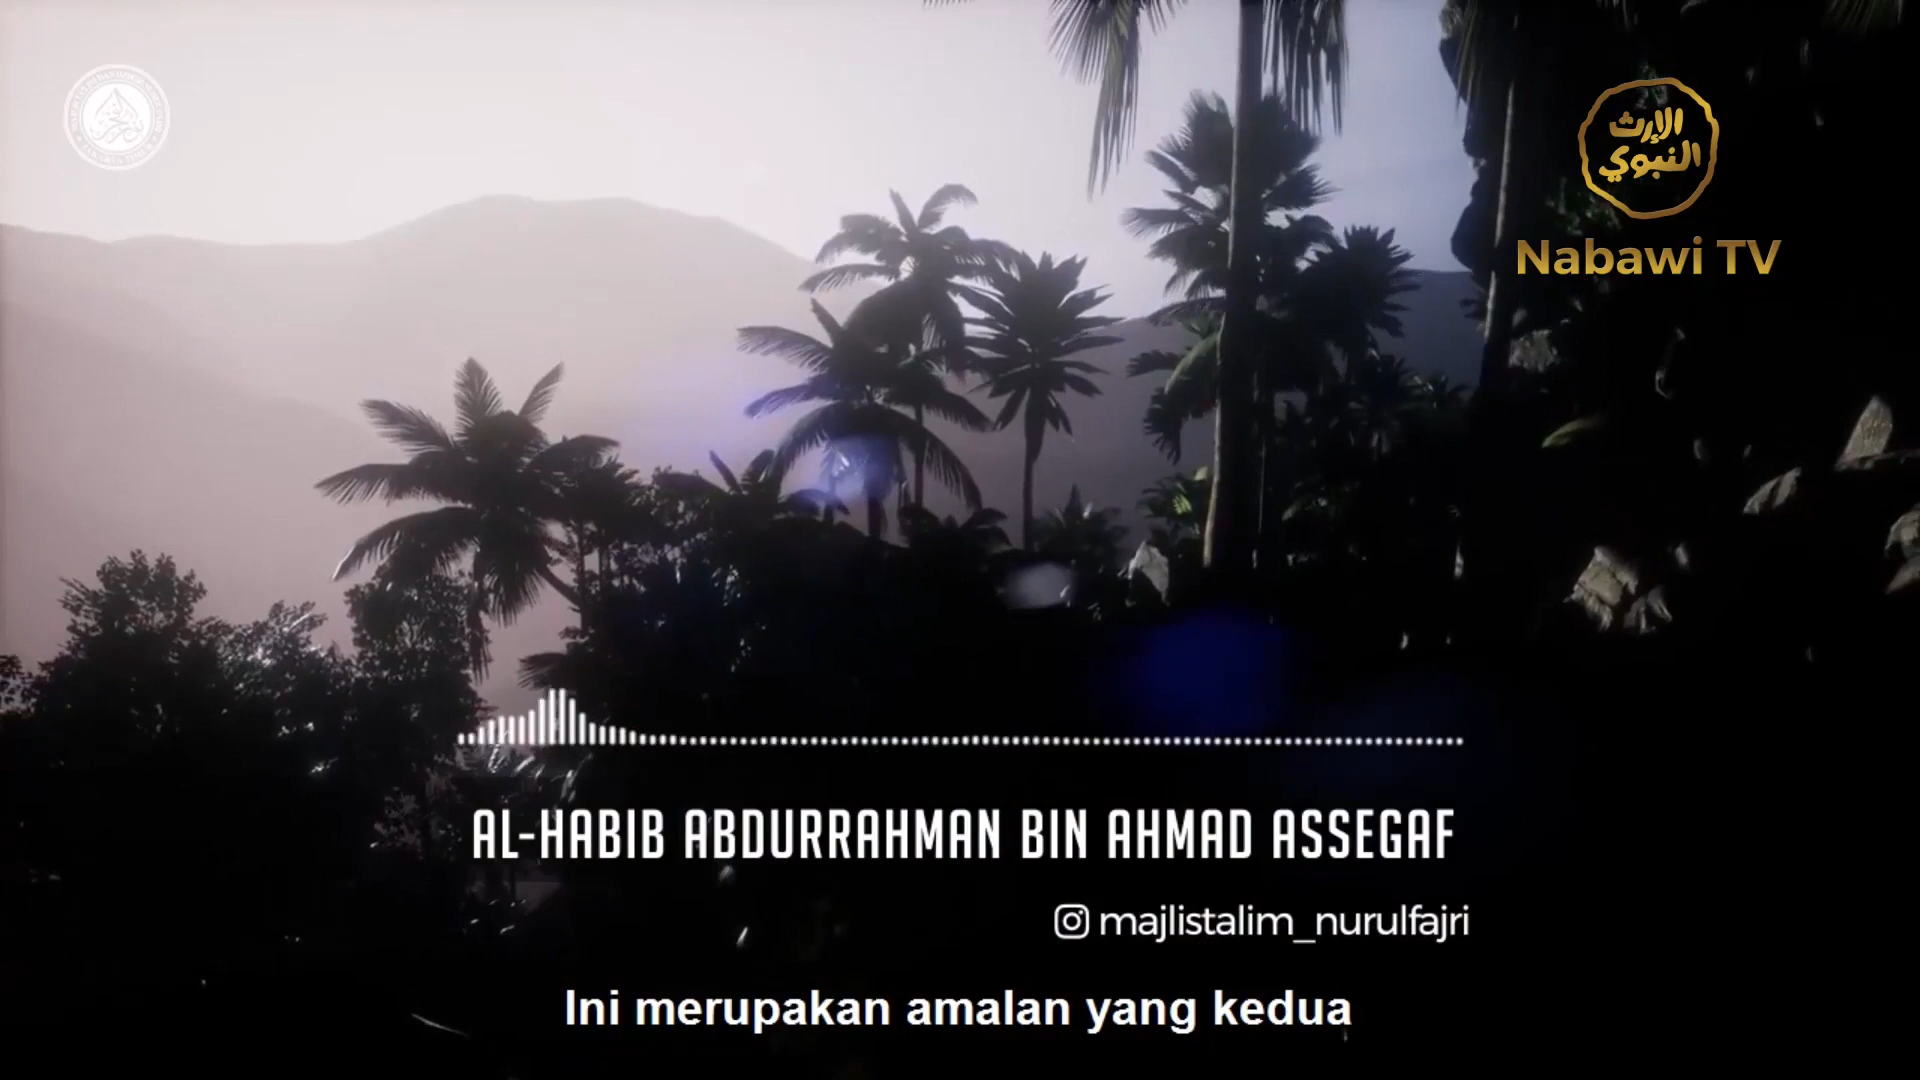 الإرث
النبوي
Nabawi TV
AL-HABIB ABDURRAHMAN BIN AHMAD ASSEGAF
majlistalim_nurulfajri
Ini merupakan amalan yang kedua